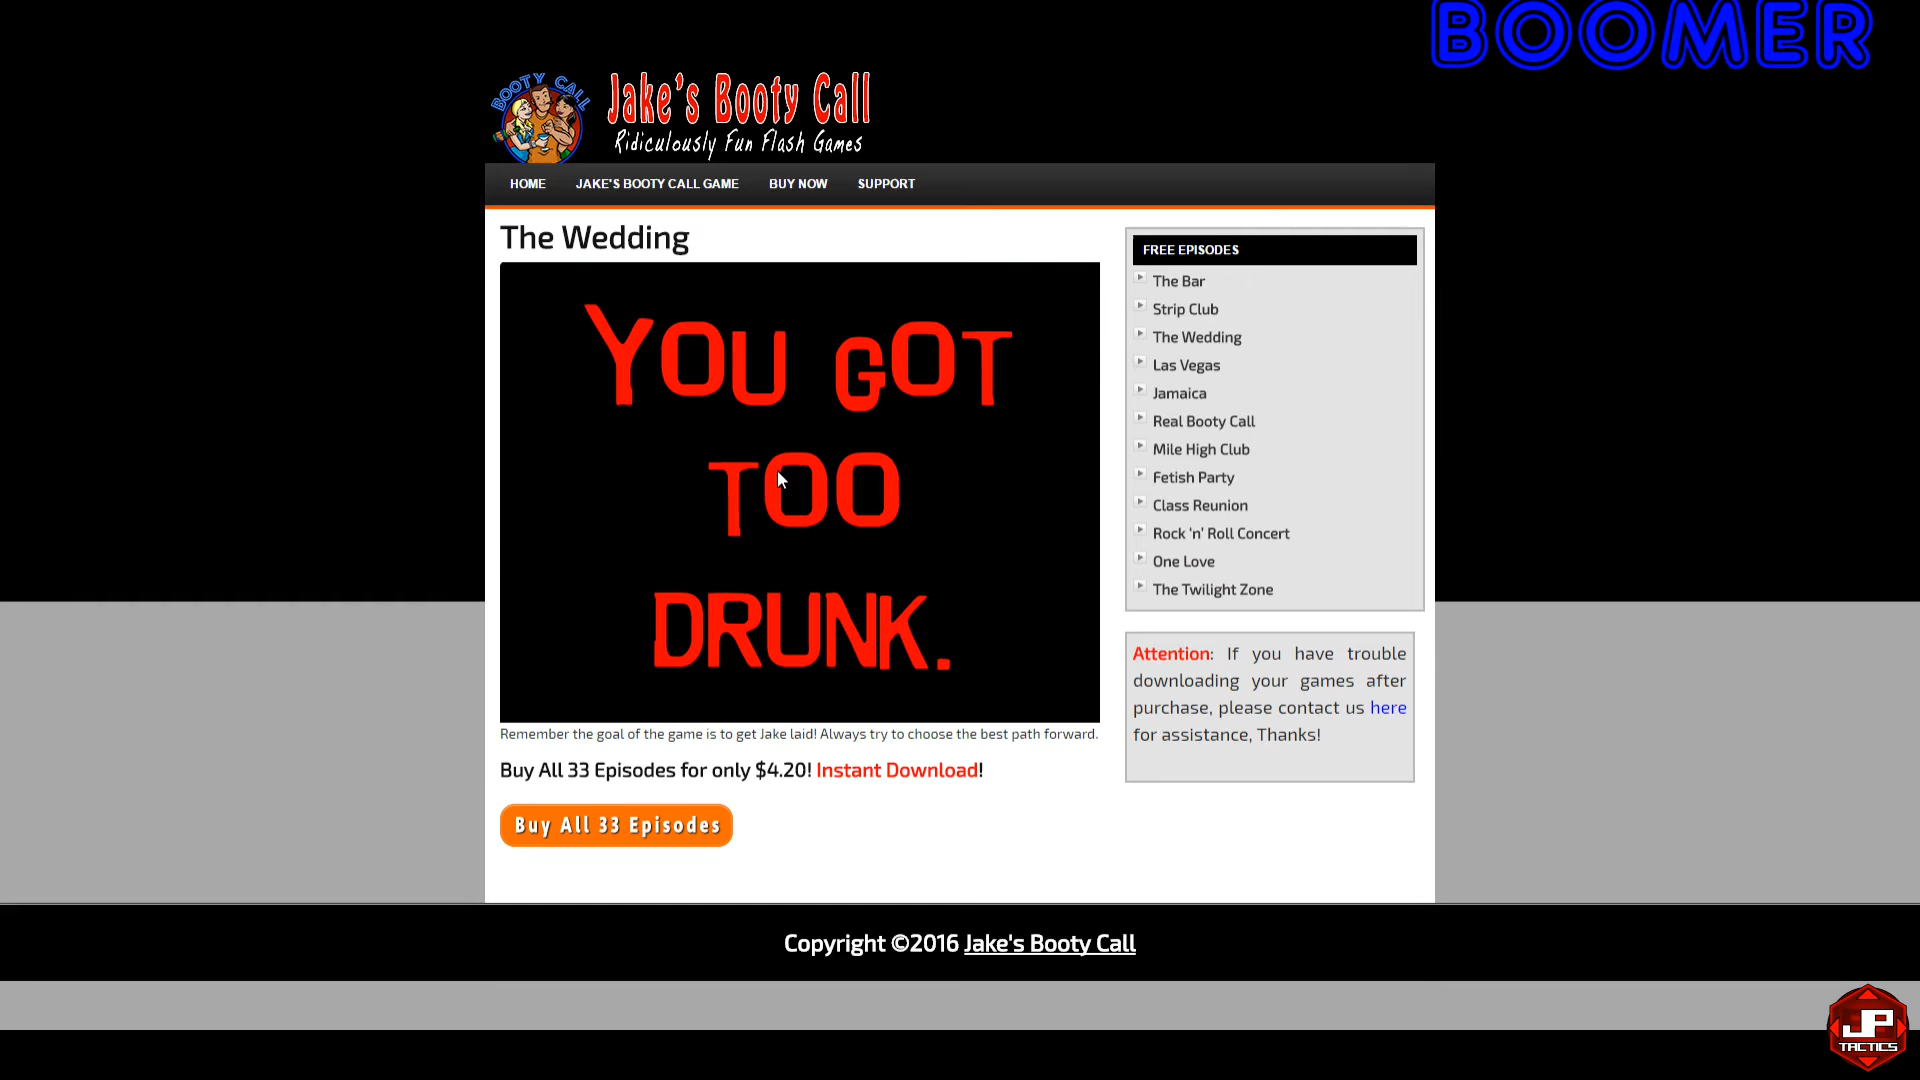 BOOMER
BOOTY CALL
Jake's Booty Call
Ridiculously Fun Flash Games
HOME JAKE'S BOOTY CALL GAME BUY NOW SUPPORT
The Wedding
YOU GOT
TOO
DRUNK.
Remember the goal of the game is to get Jake laid! Always try to choose the best path forward.
Buy All 33 Episodes for only $4.20! Instant Download!
Buy All 33 Episodes
FREE EPISODES
The Bar
Strip Club
The Wedding
Las Vegas
Jamaica
Real Booty Call
Mile High Club
Fetish Party
Class Reunion
Rock ‘n’ Roll Concert
One Love
The Twilight Zone
Attention: If you have trouble
downloading your games after
purchase, please contact us here
for assistance, Thanks!
Copyright ©2016 Jake's Booty Call
JP
TACTICS